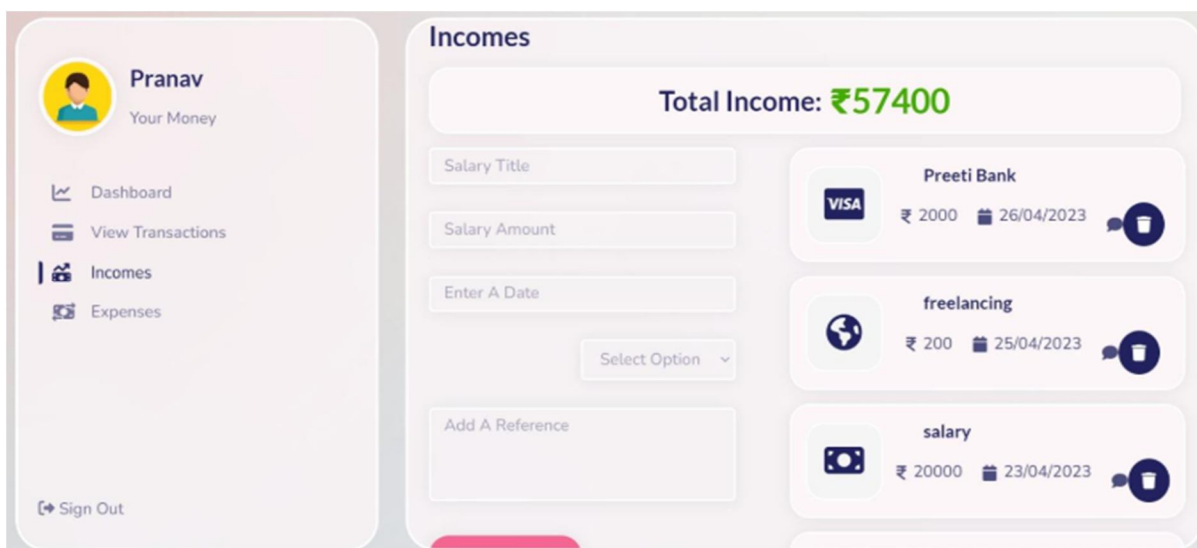 Pranav
Your Money
Dashboard
View Transactions
Incomes
Expenses
Sign Out
Incomes
Total Income: ₹57400
Salary Title
Salary Amount
Enter A Date
Select Option
Add A Reference
Preeti Bank
VISA
₹ 2000 26/04/2023
freelancing
₹ 200 25/04/2023
salary
₹ 20000 23/04/2023